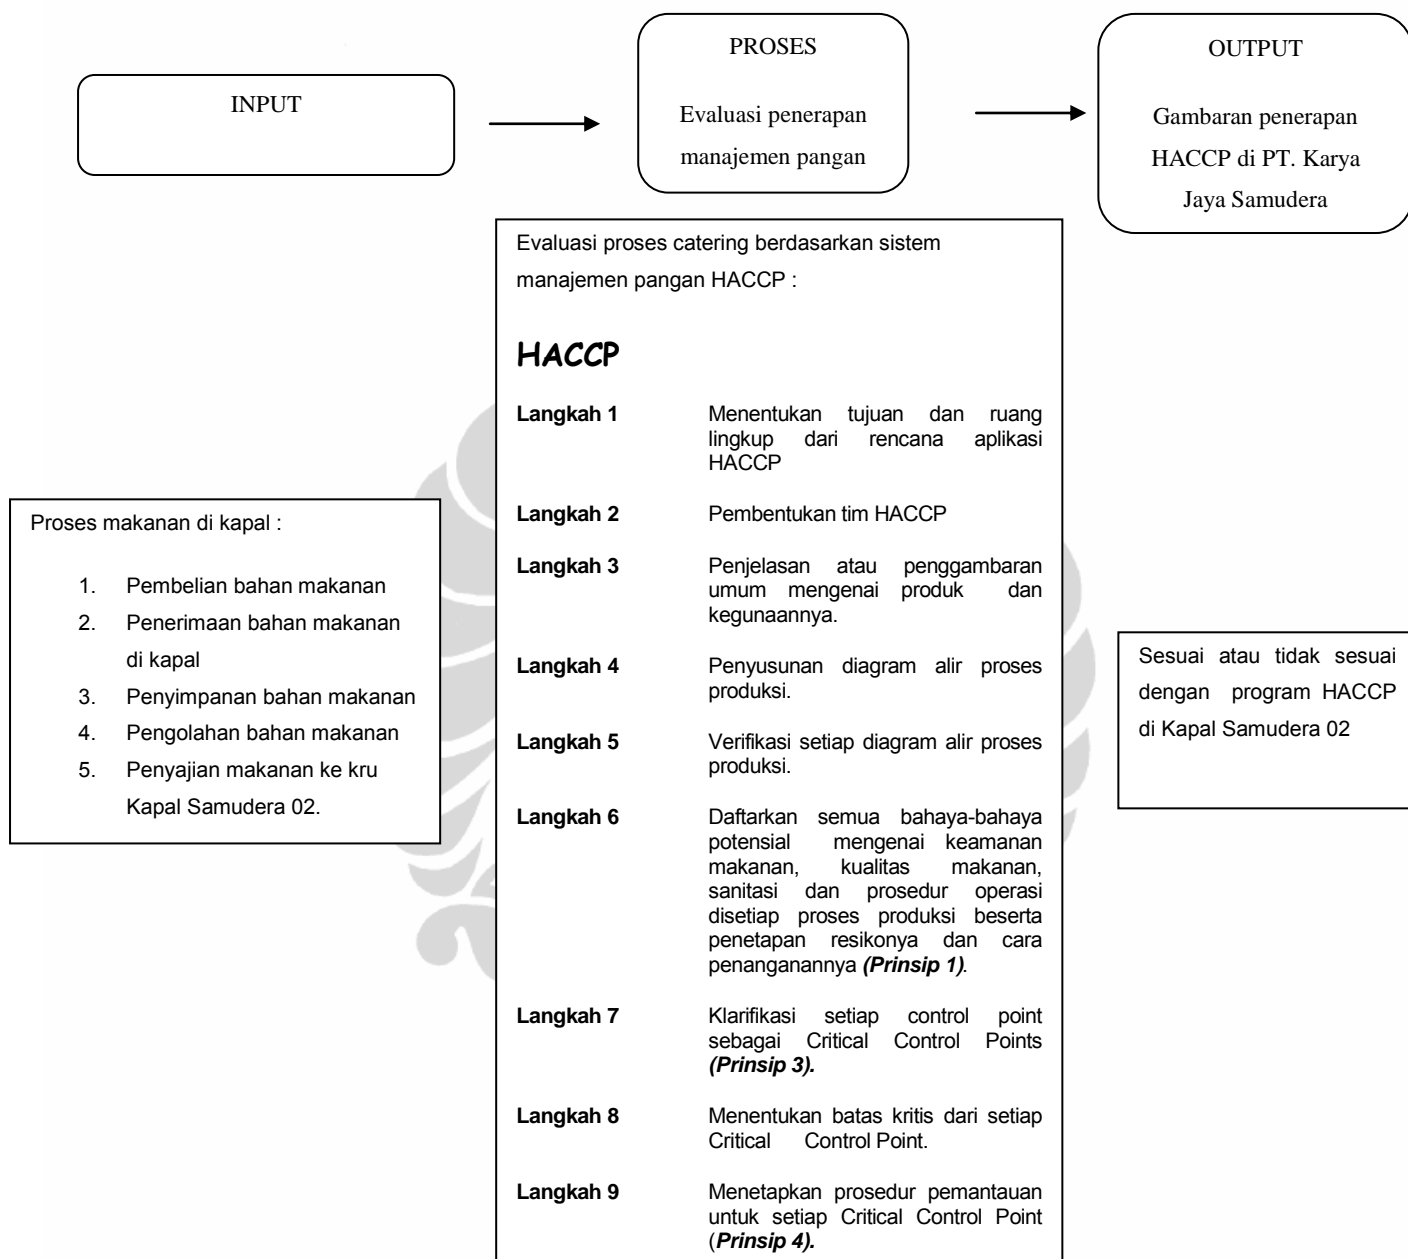 INPUT
PROSES
Evaluasi penerapan
manajemen pangan
OUTPUT
Gambaran penerapan
HACCP di PT. Karya
Jaya Samudera
Proses makanan di kapal :
1. Pembelian bahan makanan
2. Penerimaan bahan makanan
di kapal
3. Penyimpanan bahan makanan
4. Pengolahan bahan makanan
5. Penyajian makanan ke kru
Kapal Samudera 02.
Evaluasi proses catering berdasarkan sistem
manajemen pangan HACCP :
HACCP
Langkah 1 Menentukan tujuan dan ruang
lingkup dari rencana aplikasi
HACCP
Langkah 2 Pembentukan tim HACCP
Langkah 3 Penjelasan atau penggambaran
umum mengenai produk dan
kegunaannya.
Langkah 4 Penyusunan diagram alir proses
produksi.
Langkah 5 Verifikasi setiap diagram alir proses
produksi.
Langkah 6 Daftarkan semua bahaya-bahaya
potensial mengenai keamanan
makanan, kualitas makanan,
sanitasi dan prosedur operasi
disetiap proses produksi beserta
penetapan resikonya dan cara
penanganannya (Prinsip 1).
Langkah 7 Klarifikasi setiap control point
sebagai Critical Control Points
(Prinsip 3).
Langkah 8 Menentukan batas kritis dari setiap
Critical Control Point.
Langkah 9 Menetapkan prosedur pemantauan
untuk setiap Critical Control Point
(Prinsip 4).
Sesuai atau tidak sesuai
dengan program HACCP
di Kapal Samudera 02